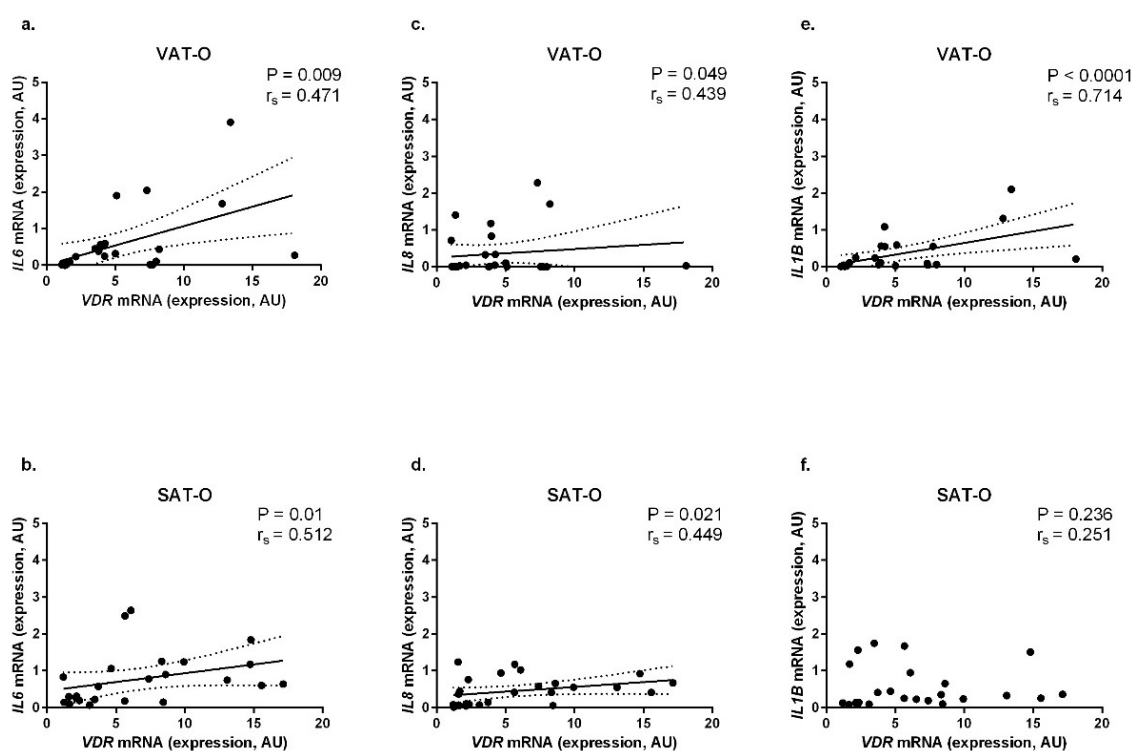 a.
VAT-O
P = 0.009
rs = 0.471
IL6 mRNA (expression, AU)
5
4
3
2
1
0
0 5 10 15 20
VDR mRNA (expression, AU)
c.
VAT-O
P = 0.049
rs = 0.439
IL8 mRNA (expression, AU)
5
4
3
2
1
0
0 5 10 15 20
VDR mRNA (expression, AU)
e.
VAT-O
P < 0.0001
rs = 0.714
IL1B mRNA (expression, AU)
5
4
3
2
1
0
0 5 10 15 20
VDR mRNA (expression, AU)
b.
SAT-O
P = 0.01
rs = 0.512
IL6 mRNA (expression, AU)
5
4
3
2
1
0
0 5 10 15 20
VDR mRNA (expression, AU)
d.
SAT-O
P = 0.021
rs = 0.449
IL8 mRNA (expression, AU)
5
4
3
2
1
0
0 5 10 15 20
VDR mRNA (expression, AU)
f.
SAT-O
P = 0.236
rs = 0.251
IL1B mRNA (expression, AU)
5
4
3
2
1
0
0 5 10 15 20
VDR mRNA (expression, AU)